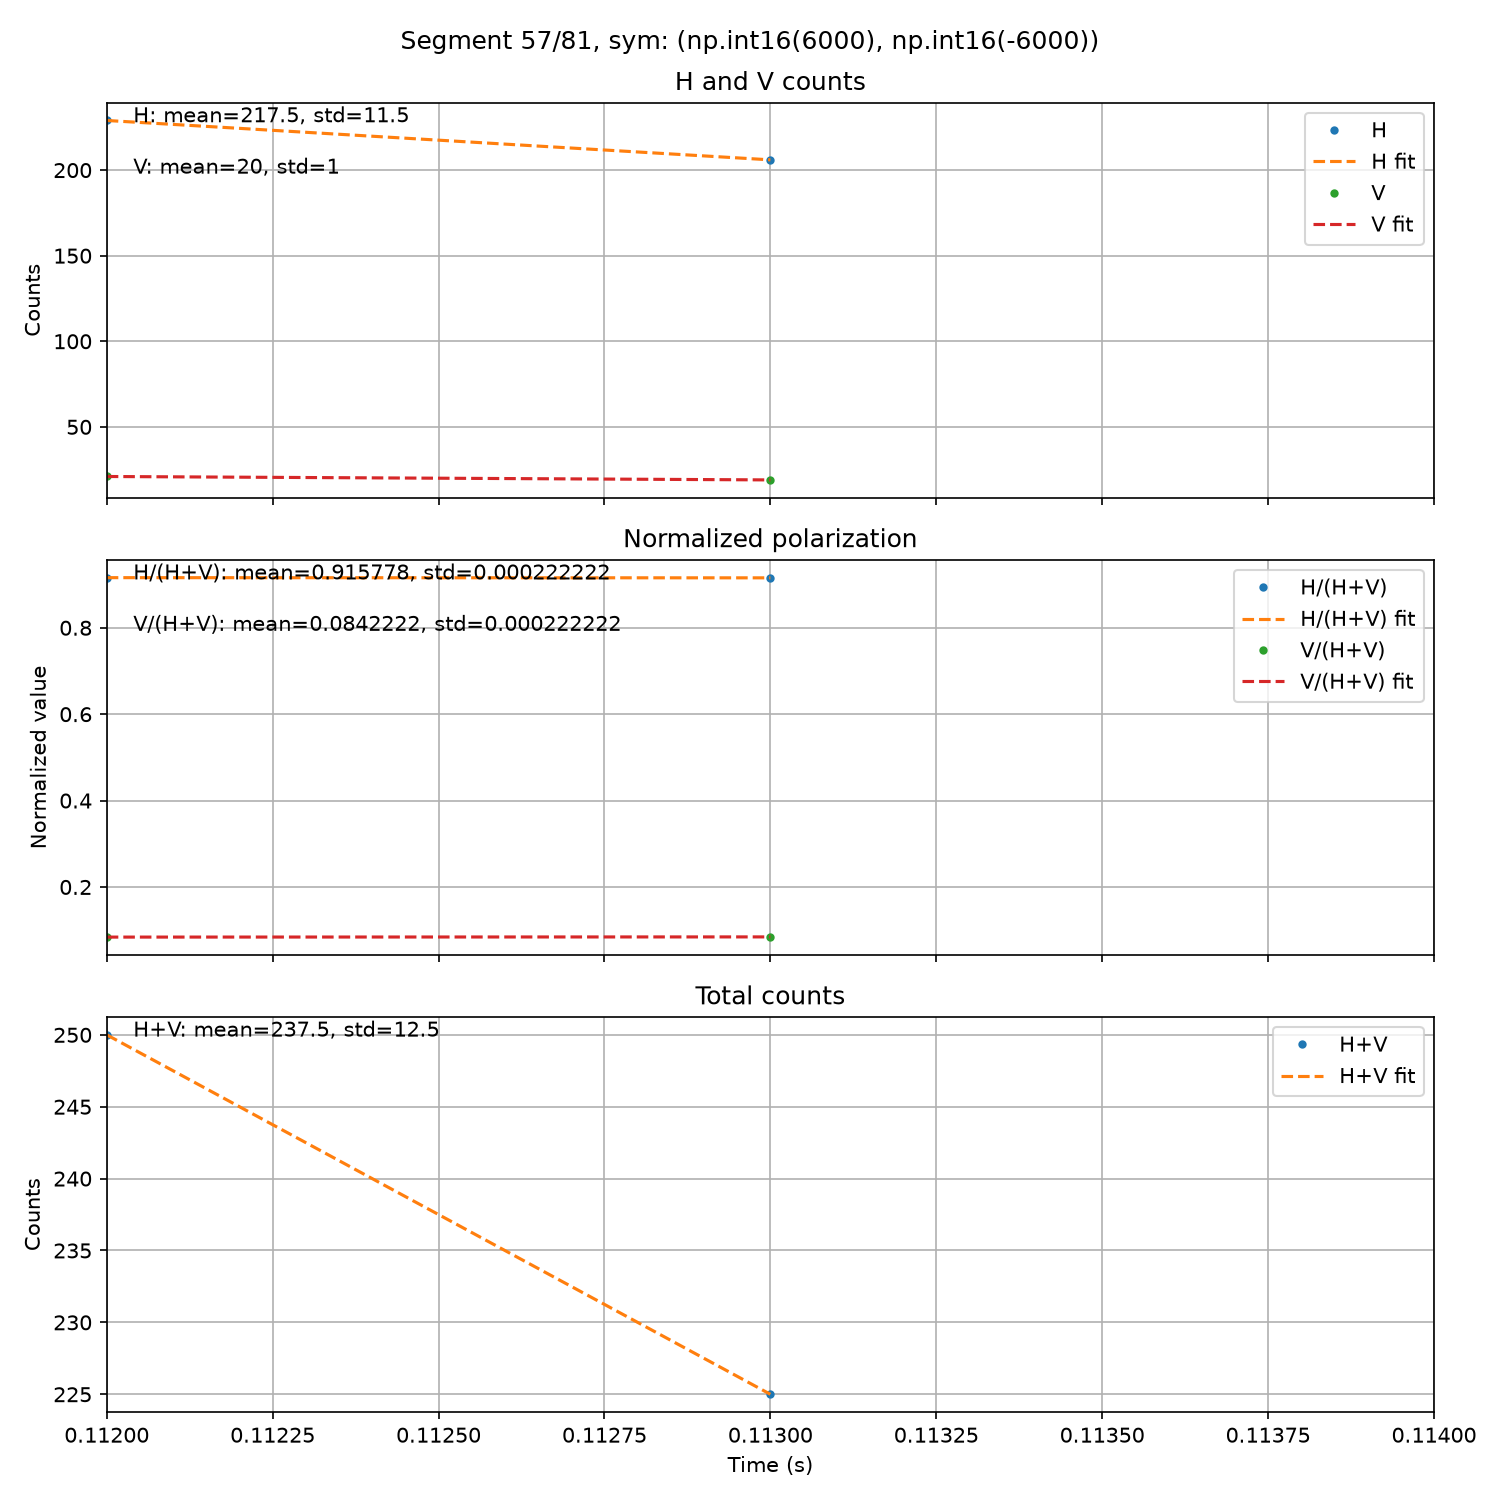 Segment 57/81, sym: (np.int16(6000), np.int16(-6000))
H and V counts
H: mean=217.5, std=11.5
V: mean=20, std=1
H
H fit
V
V fit
200
150
100
50
Counts
Normalized polarization
H/(H+V): mean=0.915778, std=0.000222222
V/(H+V): mean=0.0842222, std=0.000222222
H/(H+V)
H/(H+V) fit
V/(H+V)
V/(H+V) fit
0.8
0.6
0.4
0.2
Normalized value
Total counts
H+V: mean=237.5, std=12.5
H+V
H+V fit
250
245
240
235
230
225
Counts
0.11200 0.11225 0.11250 0.11275 0.11300 0.11325 0.11350 0.11375 0.11400
Time (s)